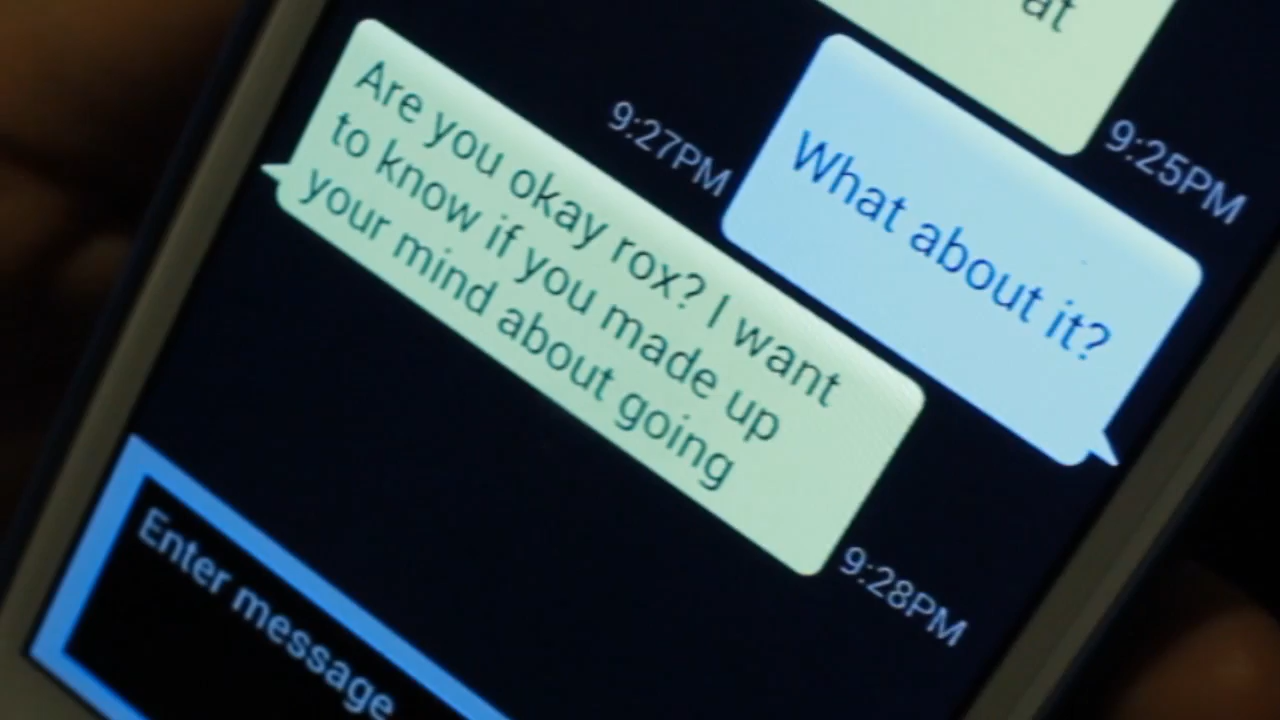 at
9:25PM
What about it?
9:27PM
Are you okay rox? I want
to know if you made up
your mind about going
9:28PM
Enter message